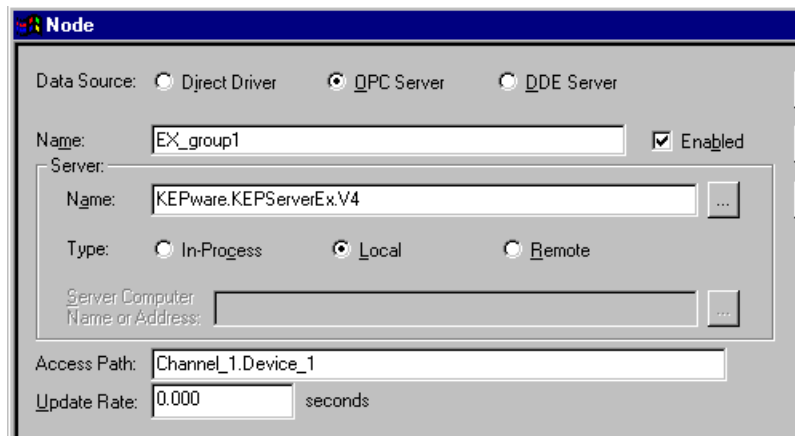 Node
Data Source: Direct Driver OPC Server DDE Server
Name: EX_group1 Enabled
Server:
Name: KEPware.KEPServerEx.V4 ...
Type: In-Process Local Remote
Server Computer
Name or Address: ...
Access Path: Channel_1.Device_1
Update Rate: 0.000 seconds